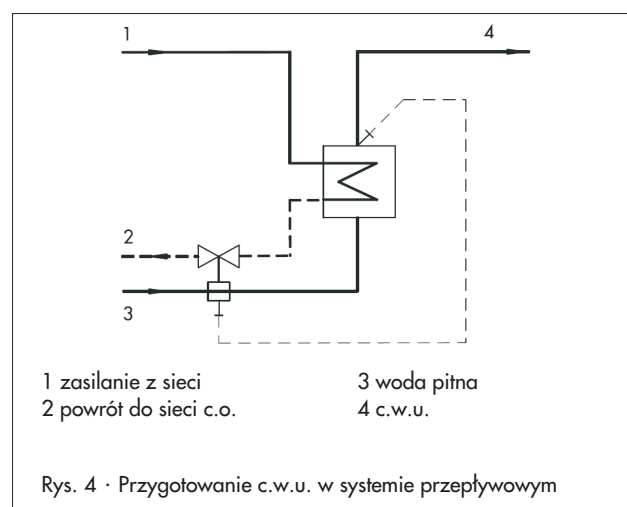 1
4
2
3
1 zasilanie z sieci
3 woda pitna
2 powrót do sieci c.o.
4 c.w.u.
Rys. 4 · Przygotowanie c.w.u. w systemie przepływowym